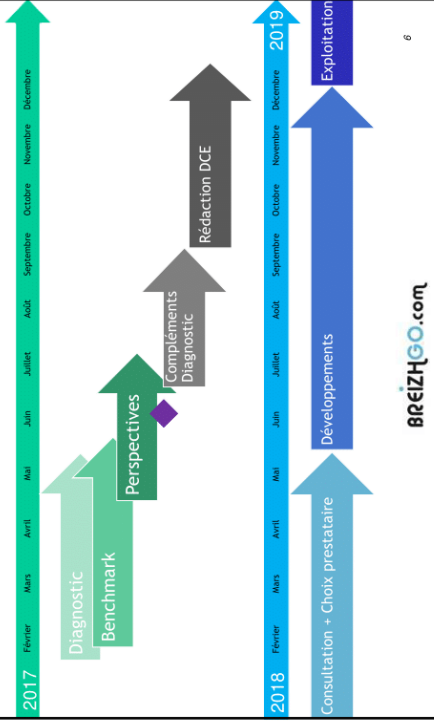 2017
Février Mars Avril Mai Juin Juillet Août Septembre Octobre Novembre Décembre
Diagnostic
Benchmark
Perspectives
Compléments
Diagnostic
Rédaction DCE
2018
Février Mars Avril Mai Juin Juillet Août Septembre Octobre Novembre Décembre
2019
Consultation + Choix prestataire
Développements
Exploitation
BREIZHGO.com
6